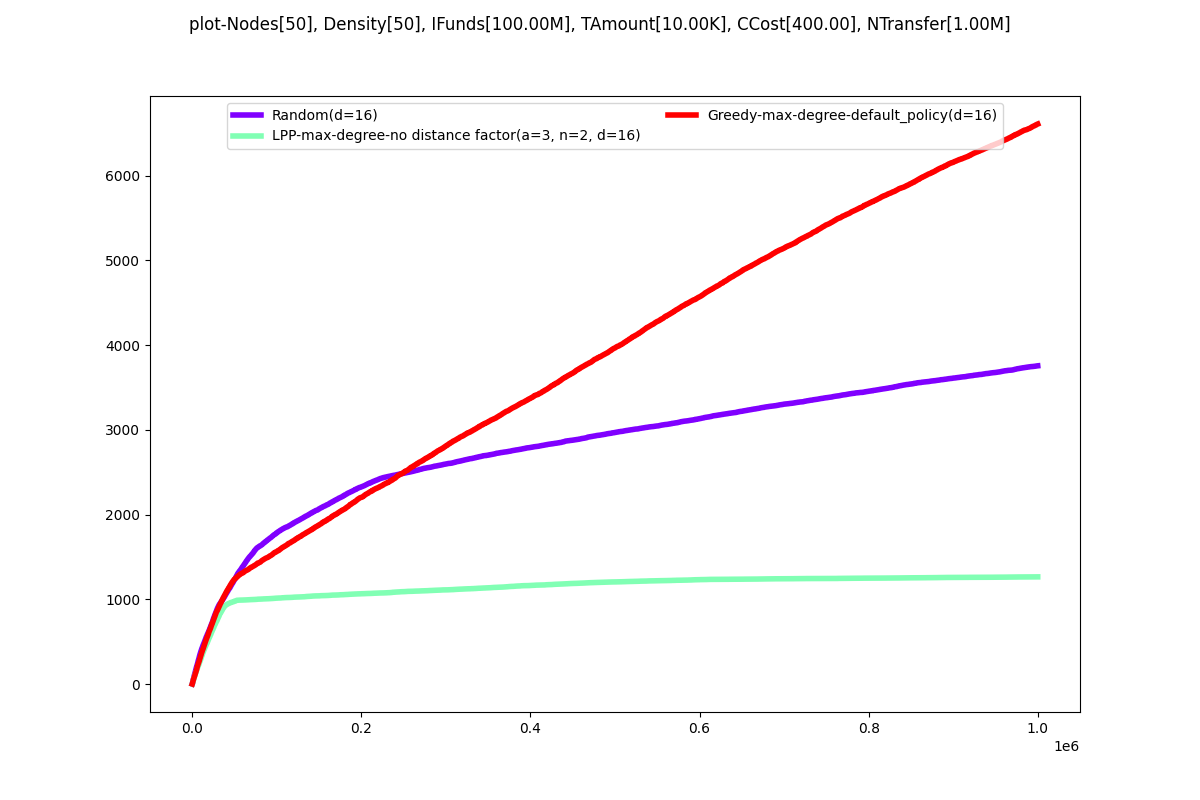 plot-Nodes[50], Density[50], IFunds[100.00M], TAmount[10.00K], CCost[400.00], NTransfer[1.00M]
Random(d=16)
LPP-max-degree-no distance factor(a=3, n=2, d=16)
Greedy-max-degree-default_policy(d=16)
6000
5000
4000
3000
2000
1000
0
0.0 0.2 0.4 0.6 0.8 1.0
1e6